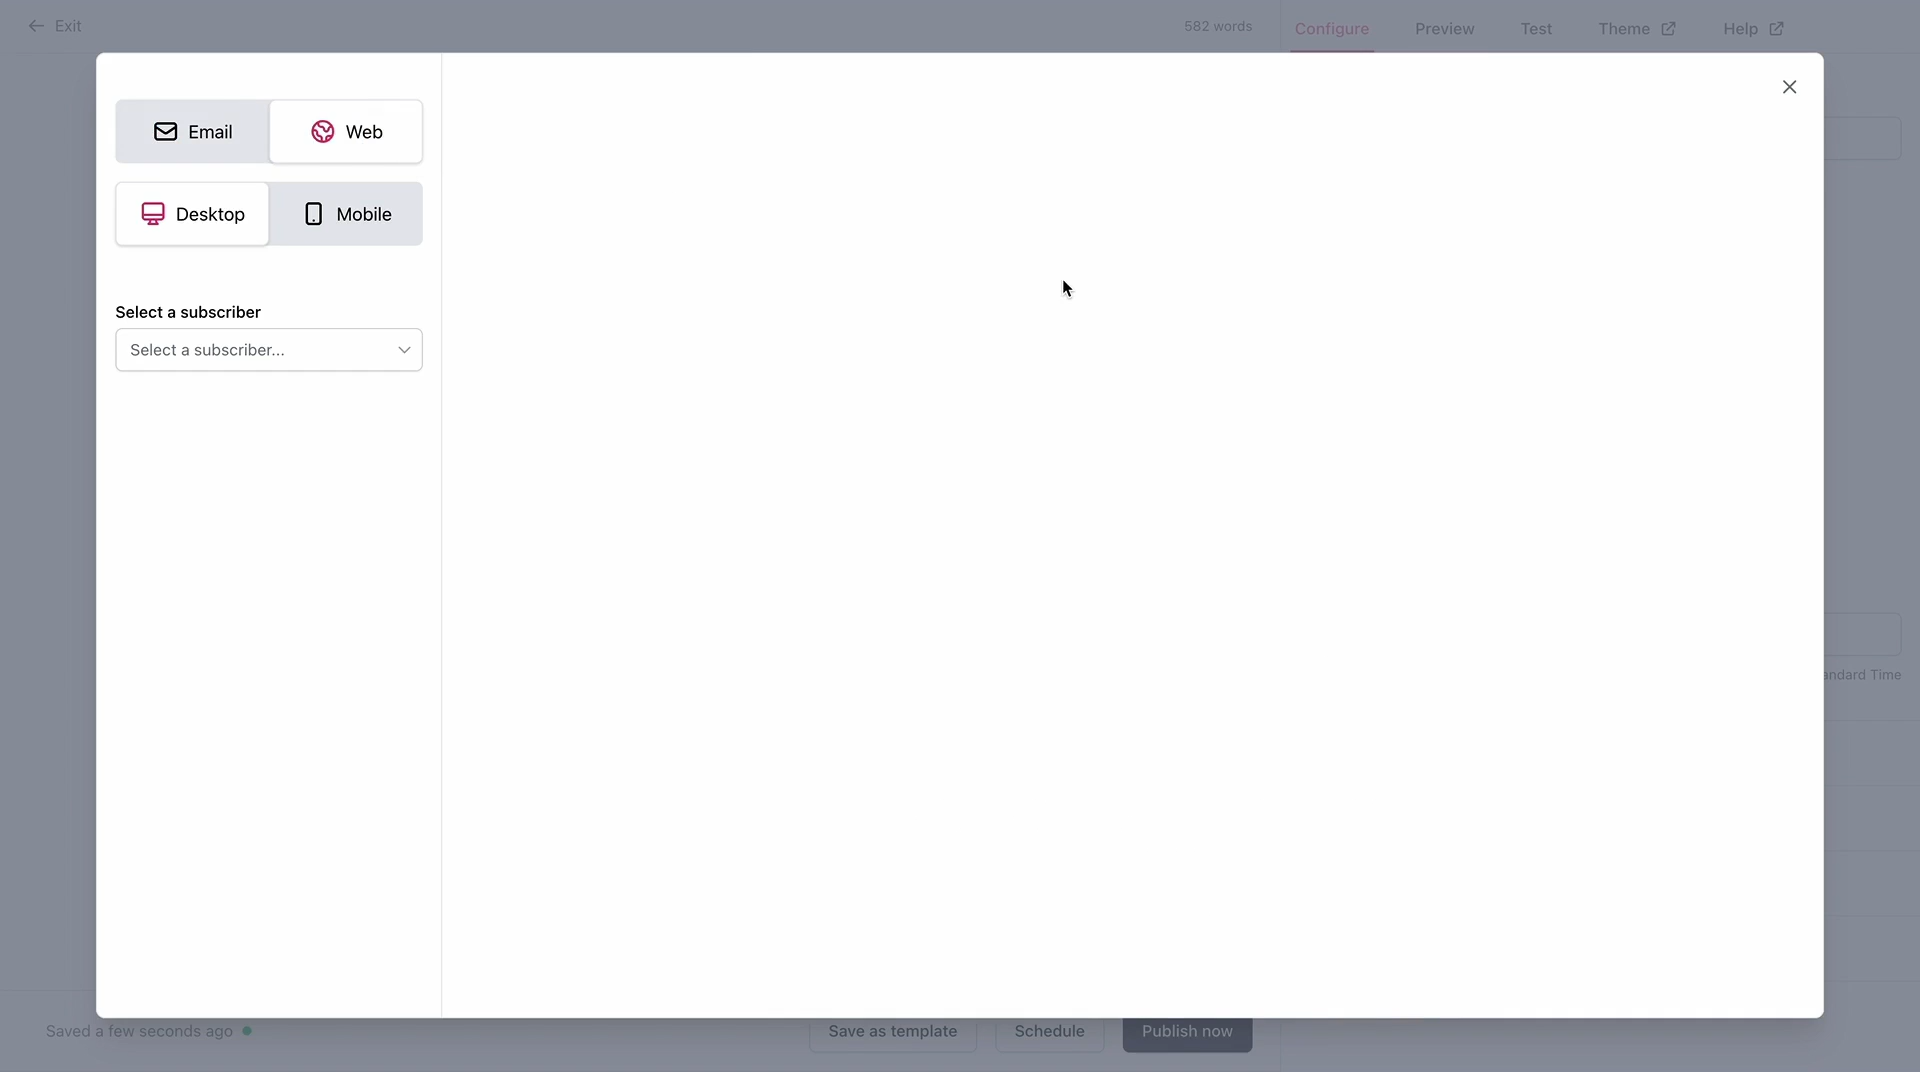 Exit
582 words
Configure
Preview
Test
Theme
Help
Email
Web
Desktop
Mobile
Select a subscriber
Select a subscriber...
andard Time
Saved a few seconds ago
Save as template
Schedule
Publish now